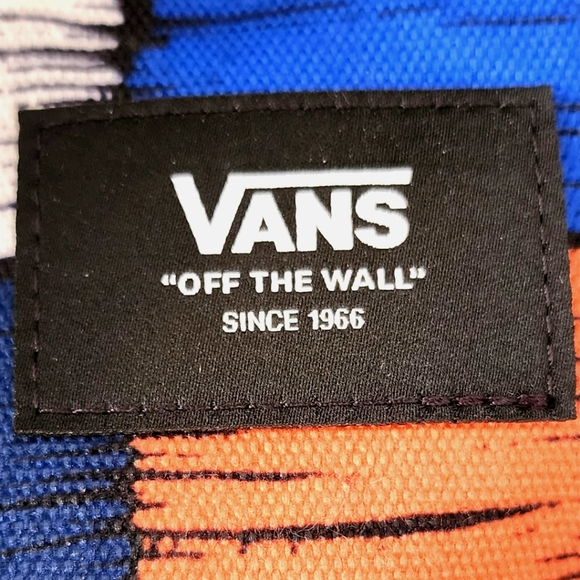 VANS
"OFF THE WALL"
SINCE 1966